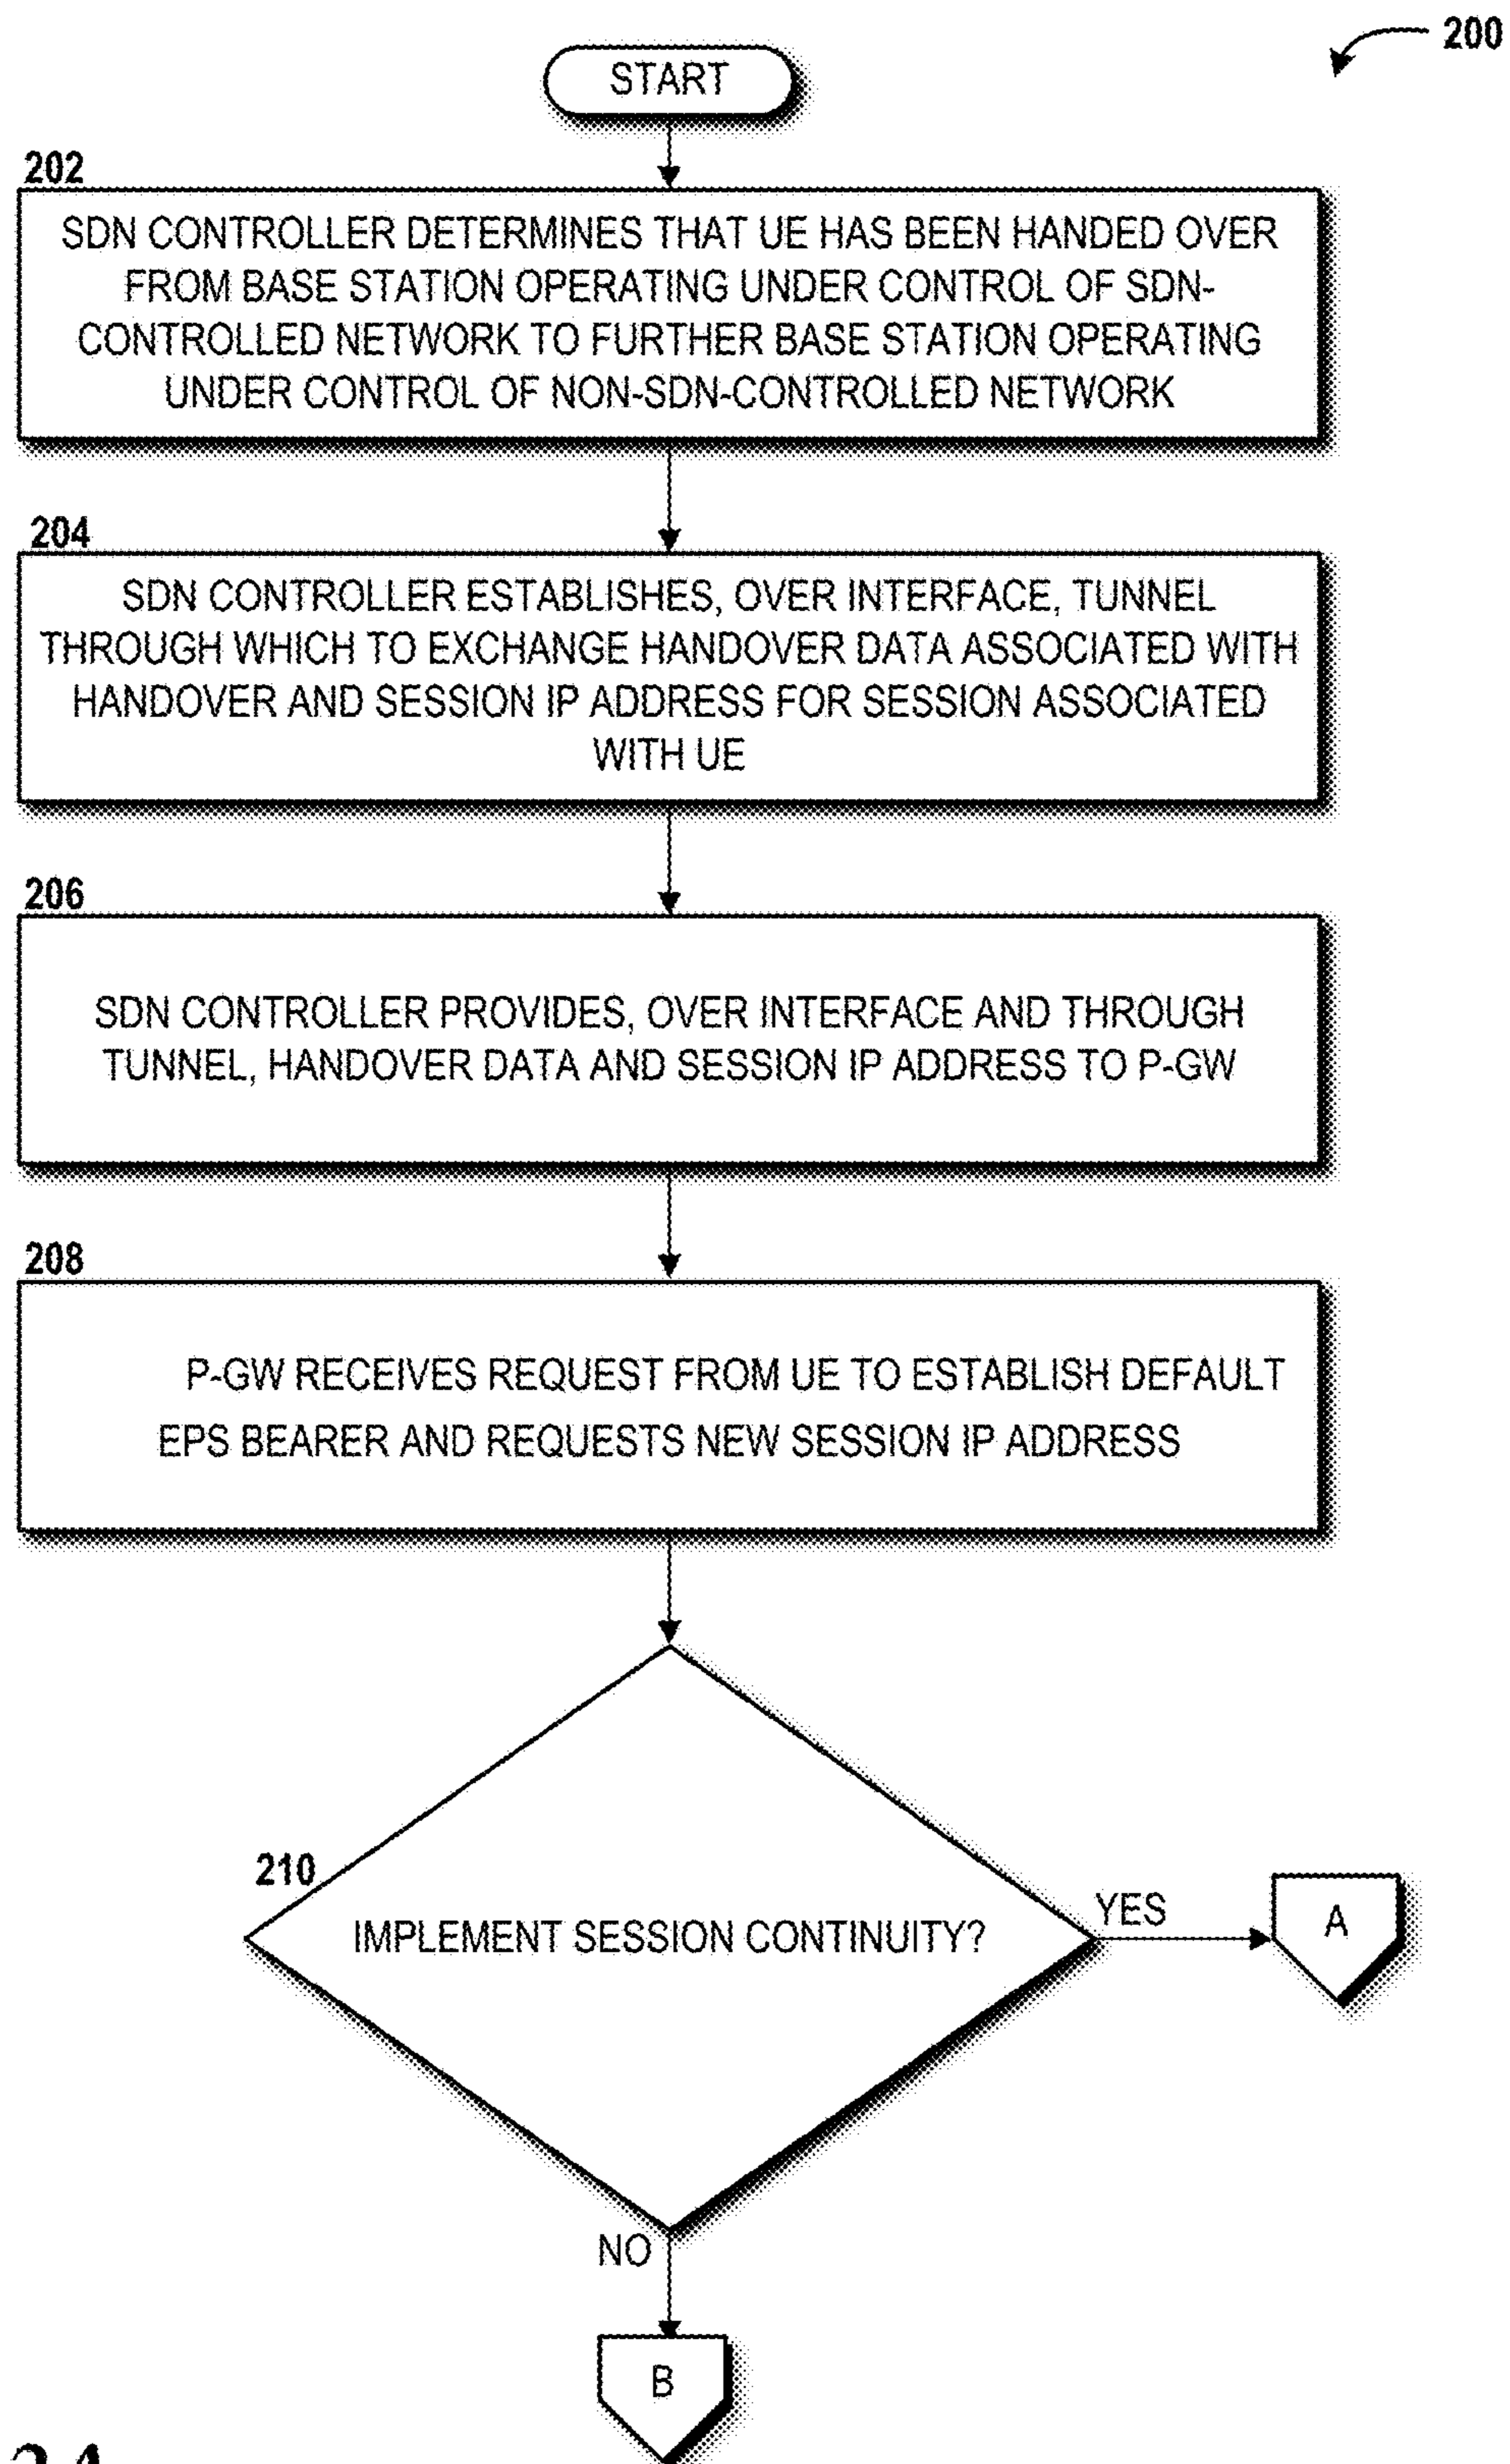 200
START
202
SDN CONTROLLER DETERMINES THAT UE HAS BEEN HANDED OVER
FROM BASE STATION OPERATING UNDER CONTROL OF SDN-
CONTROLLED NETWORK TO FURTHER BASE STATION OPERATING
UNDER CONTROL OF NON-SDN-CONTROLLED NETWORK
204
SDN CONTROLLER ESTABLISHES, OVER INTERFACE, TUNNEL
THROUGH WHICH TO EXCHANGE HANDOVER DATA ASSOCIATED WITH
HANDOVER AND SESSION IP ADDRESS FOR SESSION ASSOCIATED
WITH UE
206
SDN CONTROLLER PROVIDES, OVER INTERFACE AND THROUGH
TUNNEL, HANDOVER DATA AND SESSION IP ADDRESS TO P-GW
208
P-GW RECEIVES REQUEST FROM UE TO ESTABLISH DEFAULT
EPS BEARER AND REQUESTS NEW SESSION IP ADDRESS
210
IMPLEMENT SESSION CONTINUITY?
YES
A
NO
B